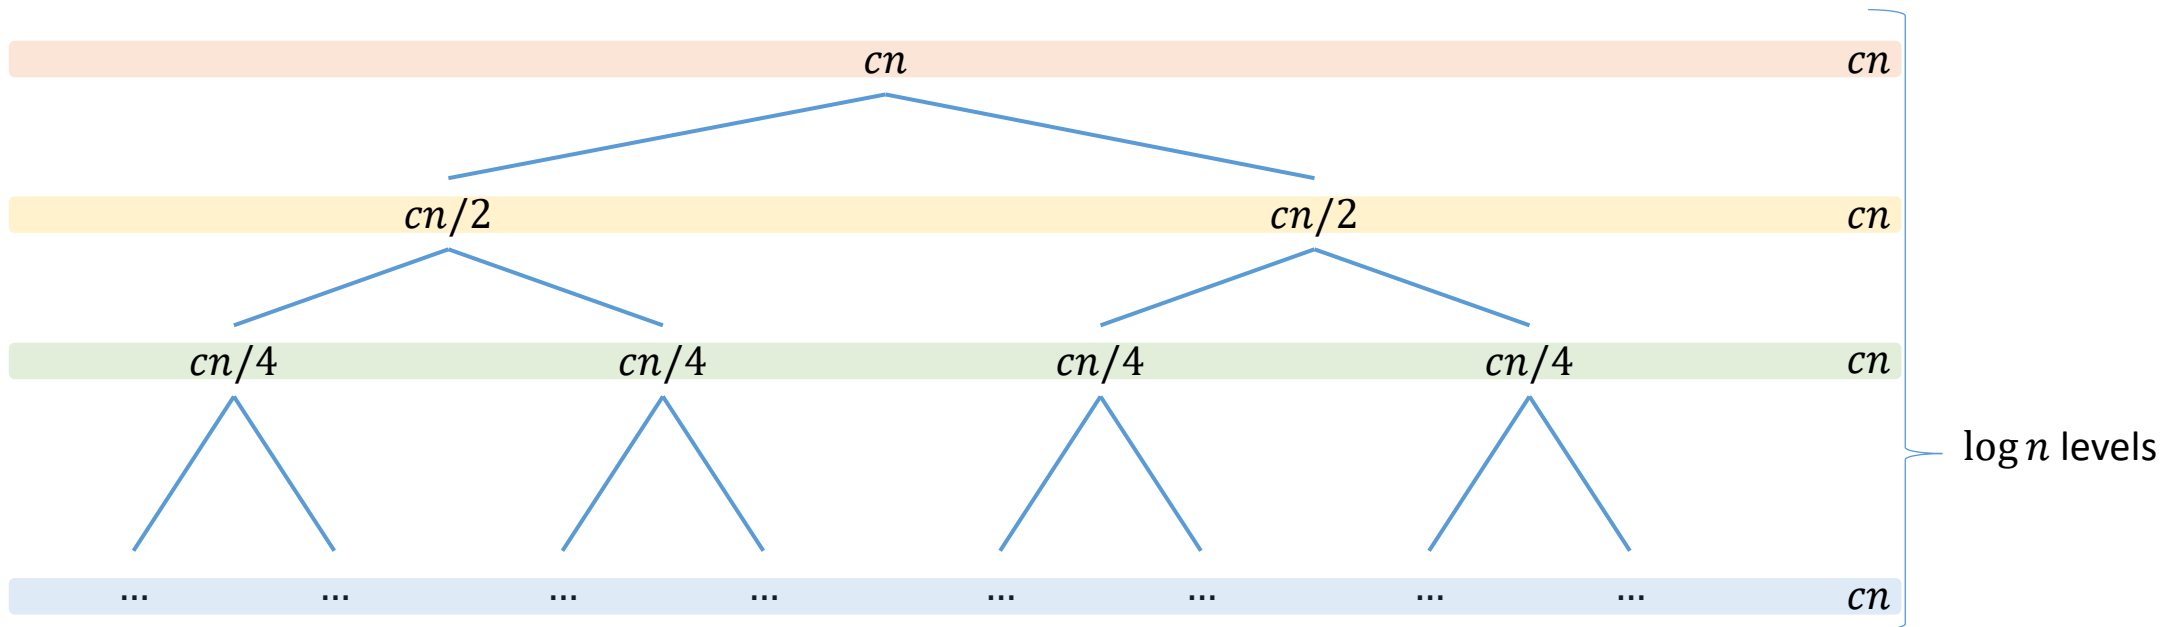 cn cn
cn/2 cn/2 cn
cn/4 cn/4 cn/4 cn/4 cn
log n levels
... ... ... ... ... ... ... ... cn